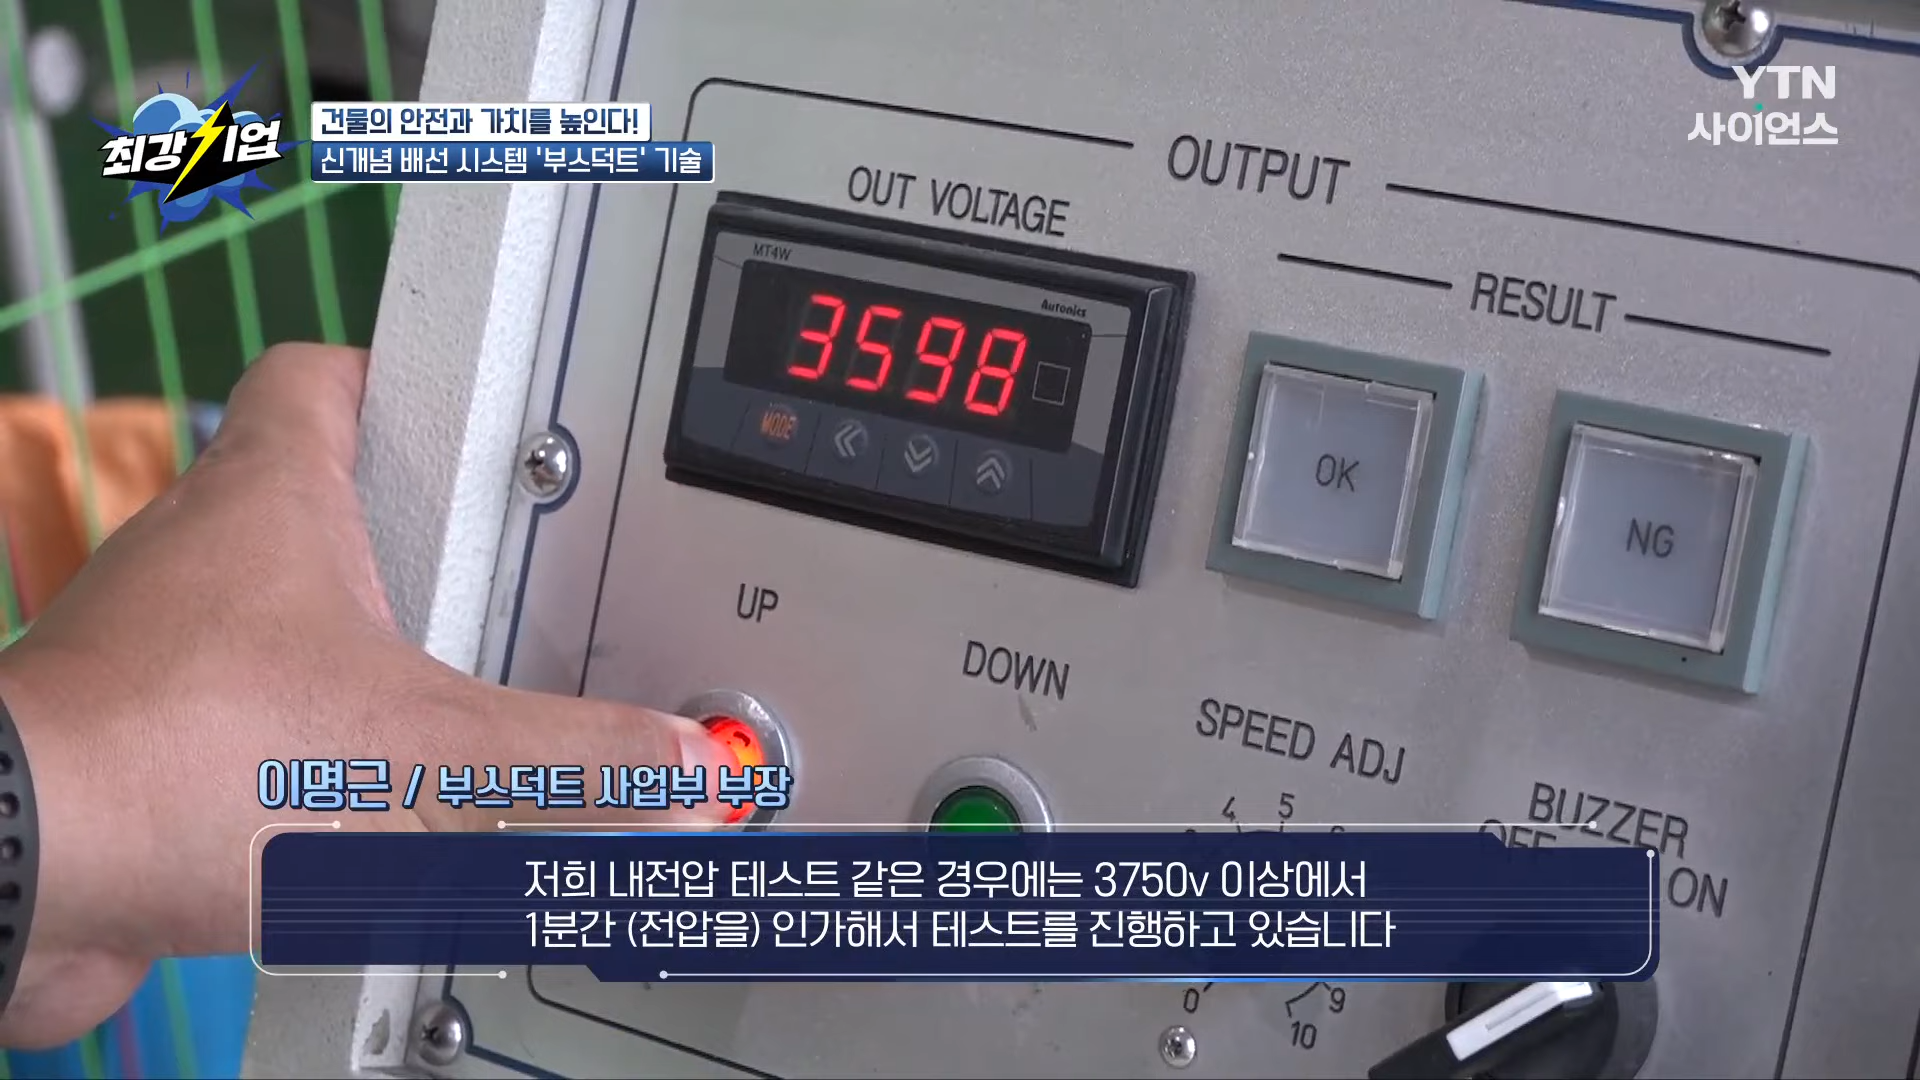 YTN
사이언스
최강기업
건물의 안전과 가치를 높인다!
신개념 배선 시스템 '부스덕트' 기술
OUTPUT
OUT VOLTAGE
MT4W
Autonics
3598
MODE
RESULT
OK
NG
UP
DOWN
SPEED ADJ
4 5
BUZZER
OFF
ON
0
9
10
이명근 / 부스덕트 사업부 부장
저희 내전압 테스트 같은 경우에는 3750v 이상에서
1분간 (전압을) 인가해서 테스트를 진행하고 있습니다